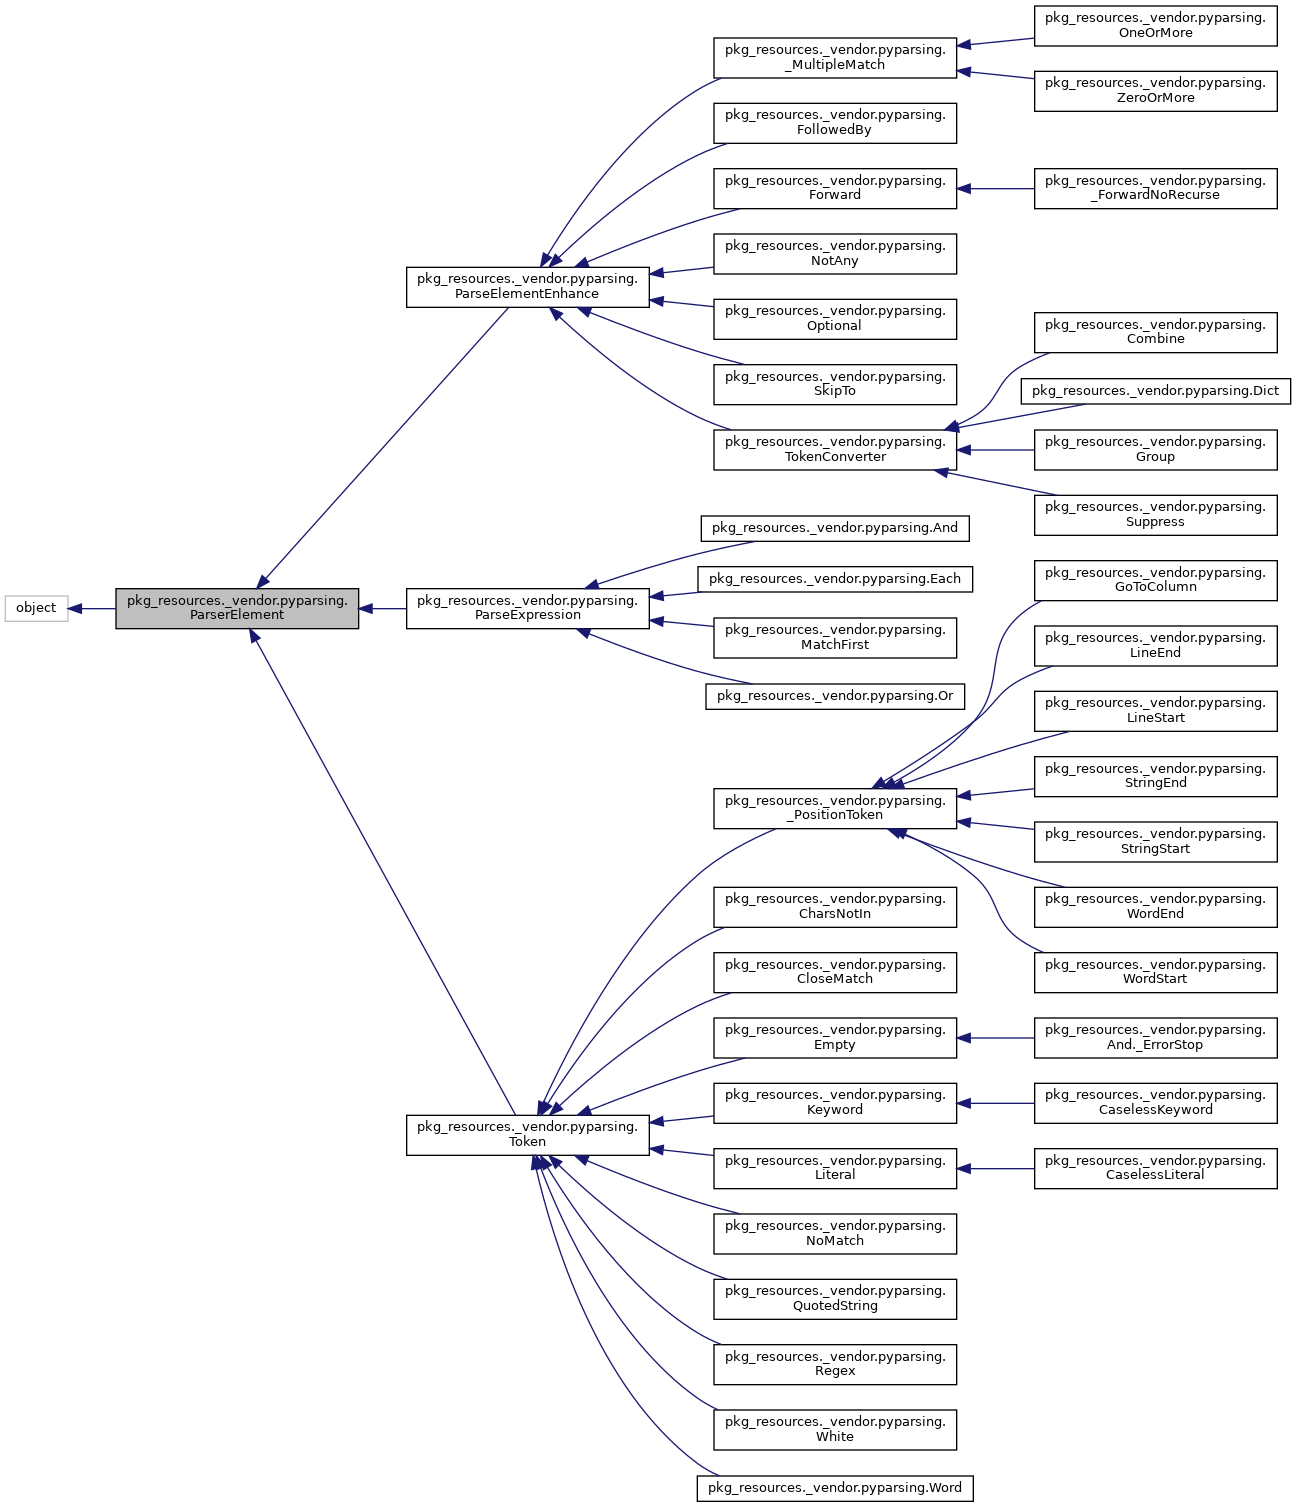 object
pkg_resources._vendor.pyparsing.
ParserElement
pkg_resources._vendor.pyparsing.
ParseElementEnhance
pkg_resources._vendor.pyparsing.
_MultipleMatch
pkg_resources._vendor.pyparsing.
OneOrMore
pkg_resources._vendor.pyparsing.
ZeroOrMore
pkg_resources._vendor.pyparsing.
FollowedBy
pkg_resources._vendor.pyparsing.
Forward
pkg_resources._vendor.pyparsing.
_ForwardNoRecurse
pkg_resources._vendor.pyparsing.
NotAny
pkg_resources._vendor.pyparsing.
Optional
pkg_resources._vendor.pyparsing.
SkipTo
pkg_resources._vendor.pyparsing.
TokenConverter
pkg_resources._vendor.pyparsing.
Combine
pkg_resources._vendor.pyparsing.Dict
pkg_resources._vendor.pyparsing.
Group
pkg_resources._vendor.pyparsing.
Suppress
pkg_resources._vendor.pyparsing.
ParseExpression
pkg_resources._vendor.pyparsing.And
pkg_resources._vendor.pyparsing.Each
pkg_resources._vendor.pyparsing.
MatchFirst
pkg_resources._vendor.pyparsing.Or
pkg_resources._vendor.pyparsing.
Token
pkg_resources._vendor.pyparsing.
_PositionToken
pkg_resources._vendor.pyparsing.
GoToColumn
pkg_resources._vendor.pyparsing.
LineEnd
pkg_resources._vendor.pyparsing.
LineStart
pkg_resources._vendor.pyparsing.
StringEnd
pkg_resources._vendor.pyparsing.
StringStart
pkg_resources._vendor.pyparsing.
WordEnd
pkg_resources._vendor.pyparsing.
WordStart
pkg_resources._vendor.pyparsing.
CharsNotIn
pkg_resources._vendor.pyparsing.
CloseMatch
pkg_resources._vendor.pyparsing.
Empty
pkg_resources._vendor.pyparsing.
And._ErrorStop
pkg_resources._vendor.pyparsing.
Keyword
pkg_resources._vendor.pyparsing.
CaselessKeyword
pkg_resources._vendor.pyparsing.
Literal
pkg_resources._vendor.pyparsing.
CaselessLiteral
pkg_resources._vendor.pyparsing.
NoMatch
pkg_resources._vendor.pyparsing.
QuotedString
pkg_resources._vendor.pyparsing.
Regex
pkg_resources._vendor.pyparsing.
White
pkg_resources._vendor.pyparsing.Word